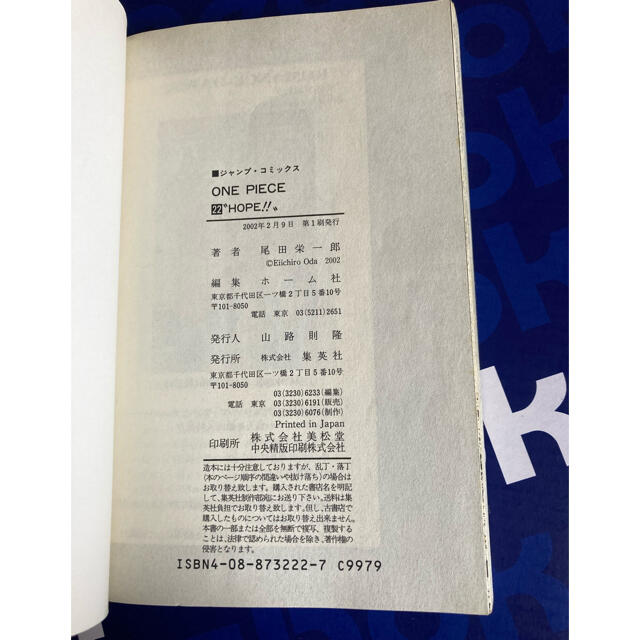 ■ジャンプ・コミックス
ONE PIECE
22 〝HOPE!!〟
2002年2月9日 第1刷発行
著者 尾田栄一郎
©Eiichiro Oda 2002
編集 ホーム社
東京都千代田区一ツ橋2丁目5番10号
〒101-8050
電話 東京 03(5211)2651
発行人 山路則隆
発行所 株式会社 集英社
東京都千代田区一ツ橋2丁目5番10号
〒101-8050
03(3230)6233(編集)
電話 東京 03(3230)6191(販売)
03(3230)6076(制作)
Printed in Japan
印刷所 株式会社美松堂
中央精版印刷株式会社
造本には十分注意しておりますが、乱丁・落丁
(本のページ順序の間違いや抜け落ち)の場合は
お取り替え致します。購入された書店名を明記
して、集英社制作部宛にお送り下さい。送料は集
英社負担でお取り替え致します。但し、古書店で
購入したものについてはお取り替え出来ません。
本書の一部または全部を無断で複写、複製する
ことは、法律で認められた場合を除き、著作権の
侵害となります。
ISBN4-08-873222-7 C9979